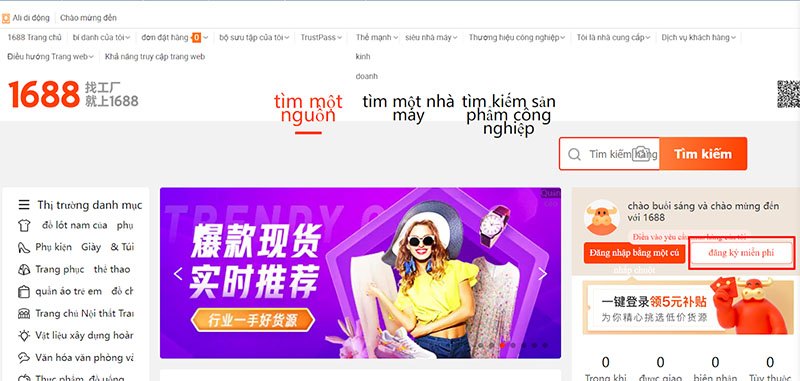 Ali di động
Chào mừng đến
1688 Trang chủ
bí danh của tôi
đơn đặt hàng 0
bộ sưu tập của tôi
TrustPass
Thế mạnh kinh doanh
siêu nhà máy
Thương hiệu công nghiệp
Tôi là nhà cung cấp
Dịch vụ khách hàng
Điều hướng Trang web
Khả năng truy cập trang web
1688
找工厂
就上1688
tìm một nguồn
tìm một nhà máy
tìm kiếm sản phẩm công nghiệp
Tìm kiếm hàng
Tìm kiếm
Thị trường danh mục
đồ lót nam của phụ
Phụ kiện Giày & Túi
Trang phục thể thao
quần áo trẻ em đồ ch
Trang chủ Nội thất Tran
Vật liệu xây dựng hoàn
Văn hóa văn phòng và
Thực phẩm, đồ uống
TRENDY
爆款现货
实时推荐
行业一手好货源
chào buổi sáng và chào mừng đến
với 1688
Điền vào yêu cầu mua hàng của tôi
Đăng nhập bằng một cú
nhấp chuột
đăng ký miễn phí
一键登录领5元补贴
为你精心挑选低价货源
0 0 0 0
Trong khi
được giao
biên nhận
Tùy thuộc